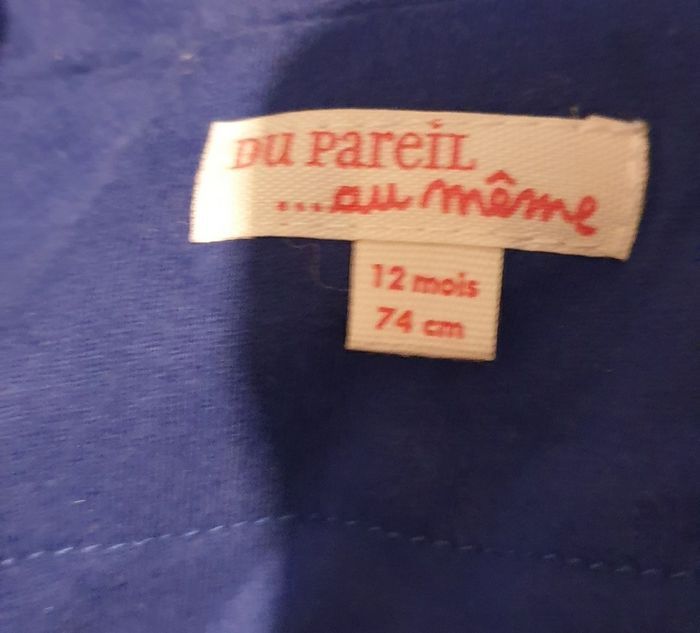 DU PAREIL
...au même
12 mois
74 cm